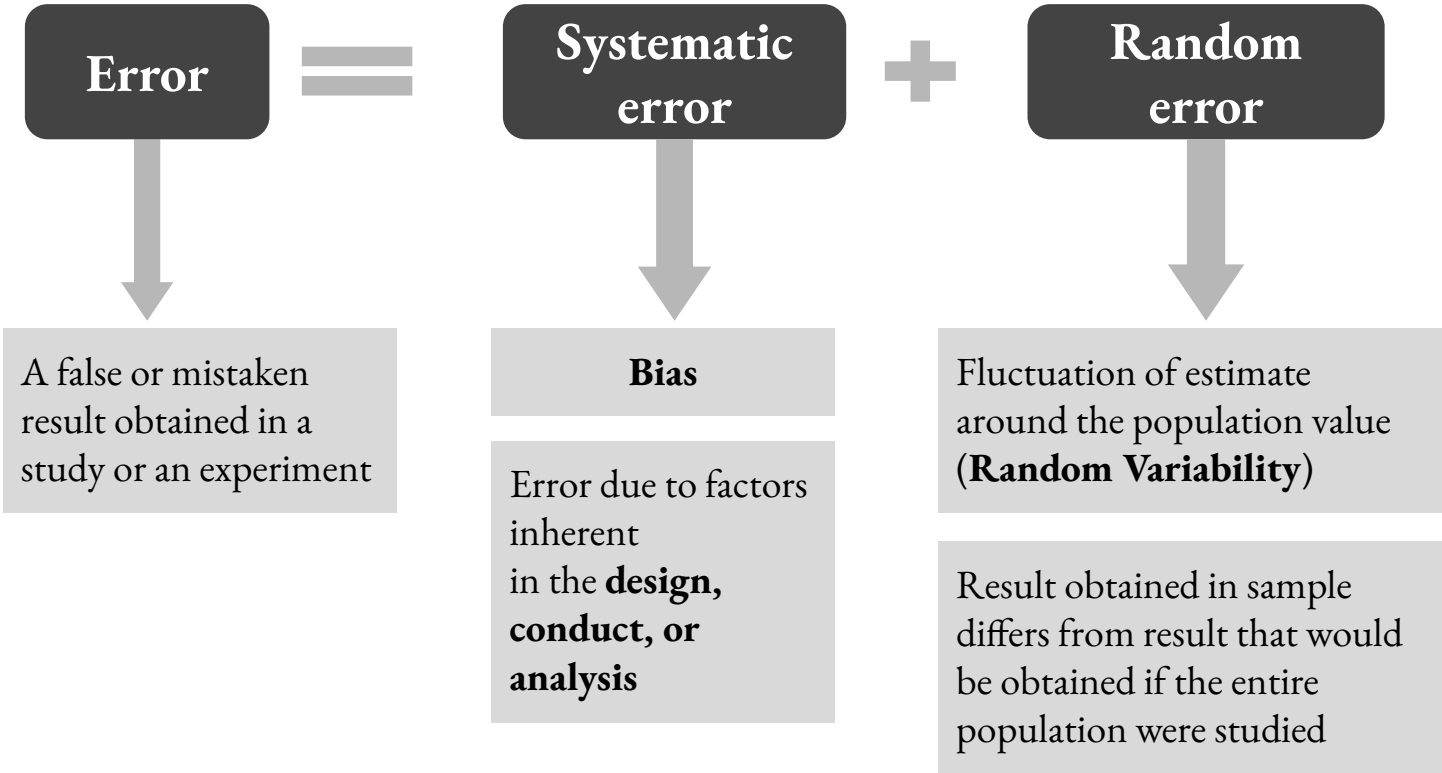 Error
Systematic
error
Random
error
A false or mistaken
result obtained in a
study or an experiment
Bias
Error due to factors
inherent
in the design,
conduct, or
analysis
Fluctuation of estimate
around the population value
(Random Variability)
Result obtained in sample
differs from result that would
be obtained if the entire
population were studied